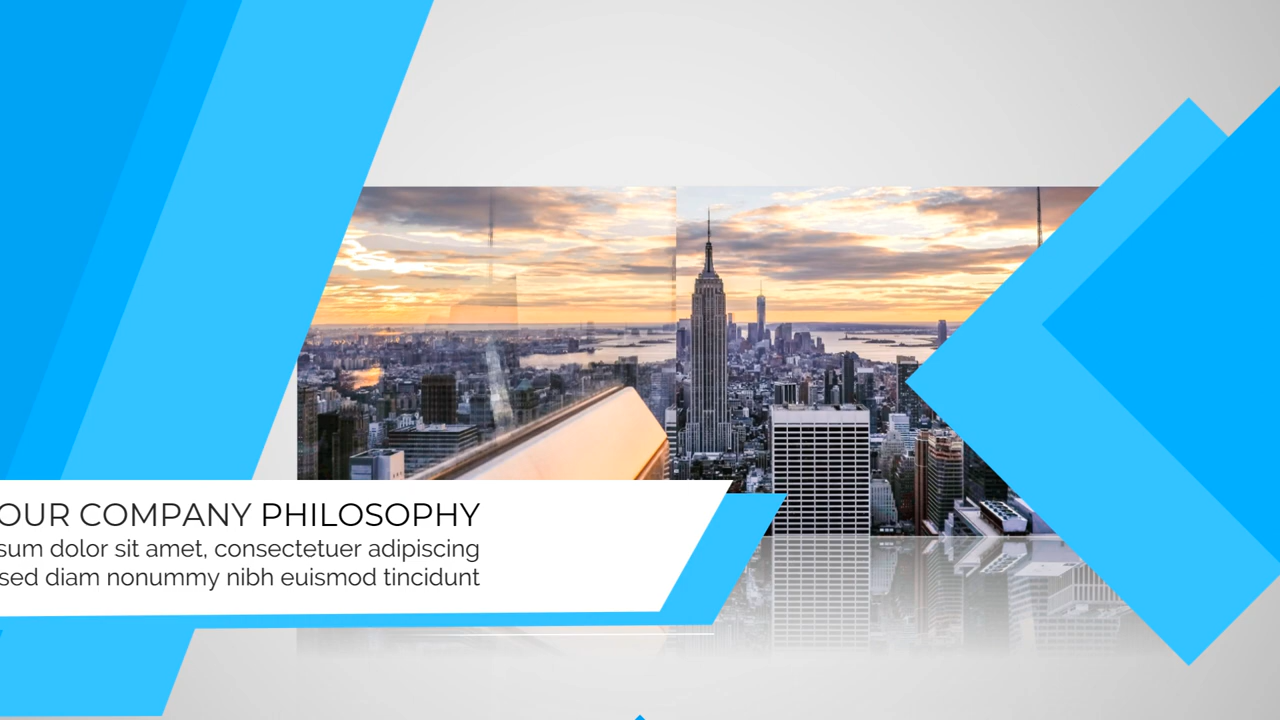 OUR COMPANY PHILOSOPHY
sum dolor sit amet, consectetuer adipiscing
sed diam nonummy nibh euismod tincidunt